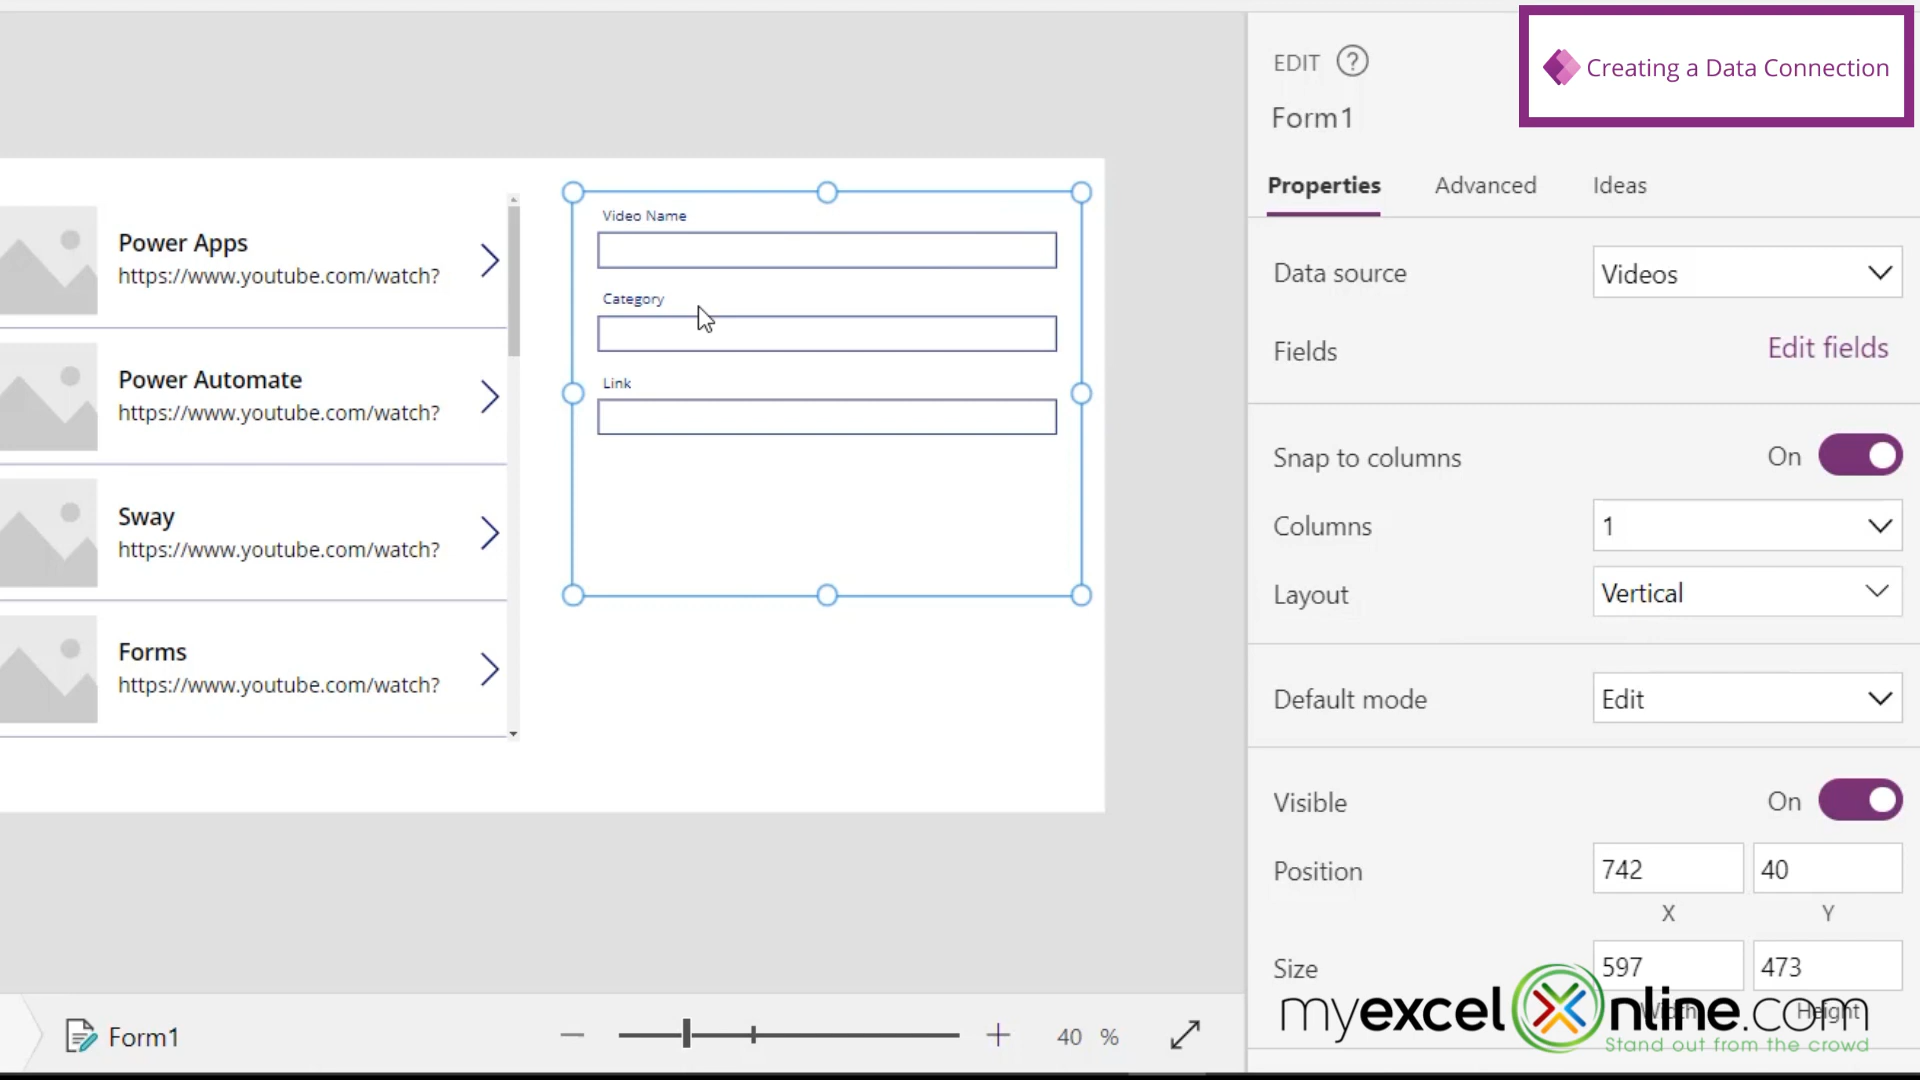 Power Apps
https://www.youtube.com/watch?
Power Automate
https://www.youtube.com/watch?
Sway
https://www.youtube.com/watch?
Forms
https://www.youtube.com/watch?
Video Name
Category
Link
EDIT ?
Form1
Creating a Data Connection
Properties Advanced Ideas
Data source Videos
Fields Edit fields
Snap to columns On
Columns 1
Layout Vertical
Default mode Edit
Visible On
Position 742 40
X Y
Size 597 473
Width Height
myexcelonline.com
Stand out from the crowd
Form1 40 %